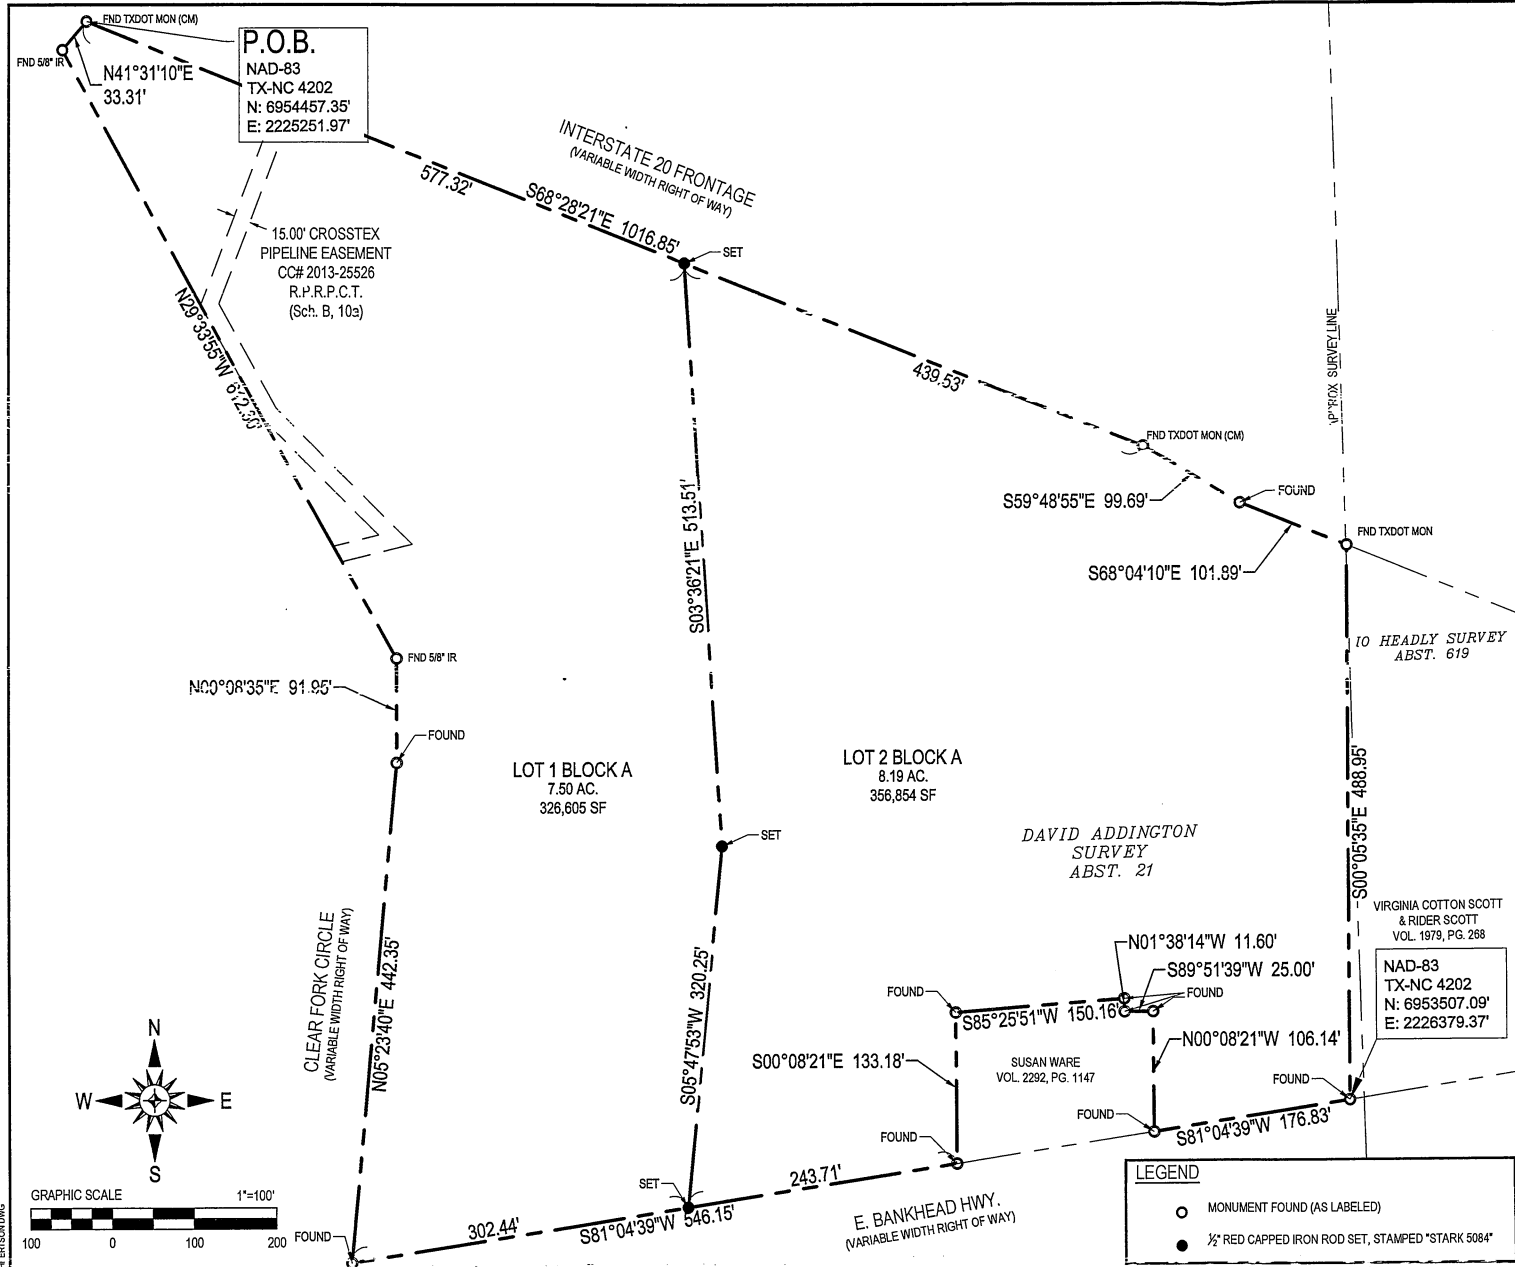 FND TXDOT MON (CM)
FND 5/8" IR
N41°31'10"E
33.31'
P.O.B.
NAD-83
TX-NC 4202
N: 6954457.35'
E: 2225251.97'
INTERSTATE 20 FRONTAGE
(VARIABLE WIDTH RIGHT OF WAY)
577.32'
S68°28'21"E 1016.85'
SET
15.00' CROSSTEX
PIPELINE EASEMENT
CC# 2013-25526
R.P.R.P.C.T.
(Sch. B, 10a)
N29°33'55"W
439.53'
SURVEY LINE
FND TXDOT MON (CM)
S59°48'55"E 99.69'
FOUND
FND TXDOT MON
S68°04'10"E 101.89'
S03°36'21"E 513.51'
IO HEADLY SURVEY
ABST. 619
FND 5/8" IR
N00°08'35"E 91.95'
FOUND
LOT 1 BLOCK A
7.50 AC.
326,605 SF
LOT 2 BLOCK A
8.19 AC.
356,854 SF
SET
DAVID ADDINGTON
SURVEY
ABST. 21
S00°05'35"E 488.95'
VIRGINIA COTTON SCOTT
& RIDER SCOTT
VOL. 1979, PG. 268
NAD-83
TX-NC 4202
N: 6953507.09'
E: 2226379.37'
CLEAR FORK CIRCLE
(VARIABLE WIDTH RIGHT OF WAY)
N05°23'40"E 442.35'
S05°47'53"W 320.25'
N01°38'14"W 11.60'
S89°51'39"W 25.00'
FOUND
FOUND
S85°25'51"W 150.16'
N00°08'21"W 106.14'
S00°08'21"E 133.18'
SUSAN WARE
VOL. 2292, PG. 1147
FOUND
FOUND
FOUND
S81°04'39"W 176.83'
N
W
E
S
GRAPHIC SCALE 1"=100'
100 0 100 200
FOUND
SET
302.44'
S81°04'39"W 546.15'
243.71'
E. BANKHEAD HWY.
(VARIABLE WIDTH RIGHT OF WAY)
LEGEND
MONUMENT FOUND (AS LABELED)
½" RED CAPPED IRON ROD SET, STAMPED "STARK 5084"